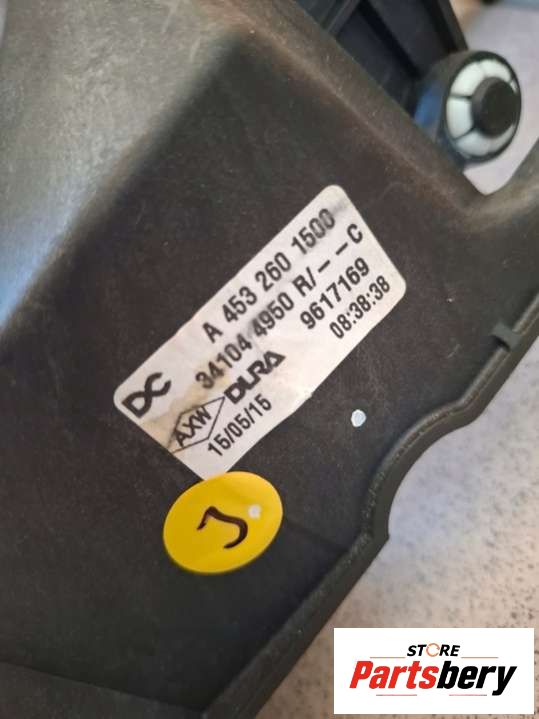 DC
A 453 260 1500
34104 4950 R/--C
AXW DURA 9617169
15/05/15 08:38:38
J
STORE
Partsbery